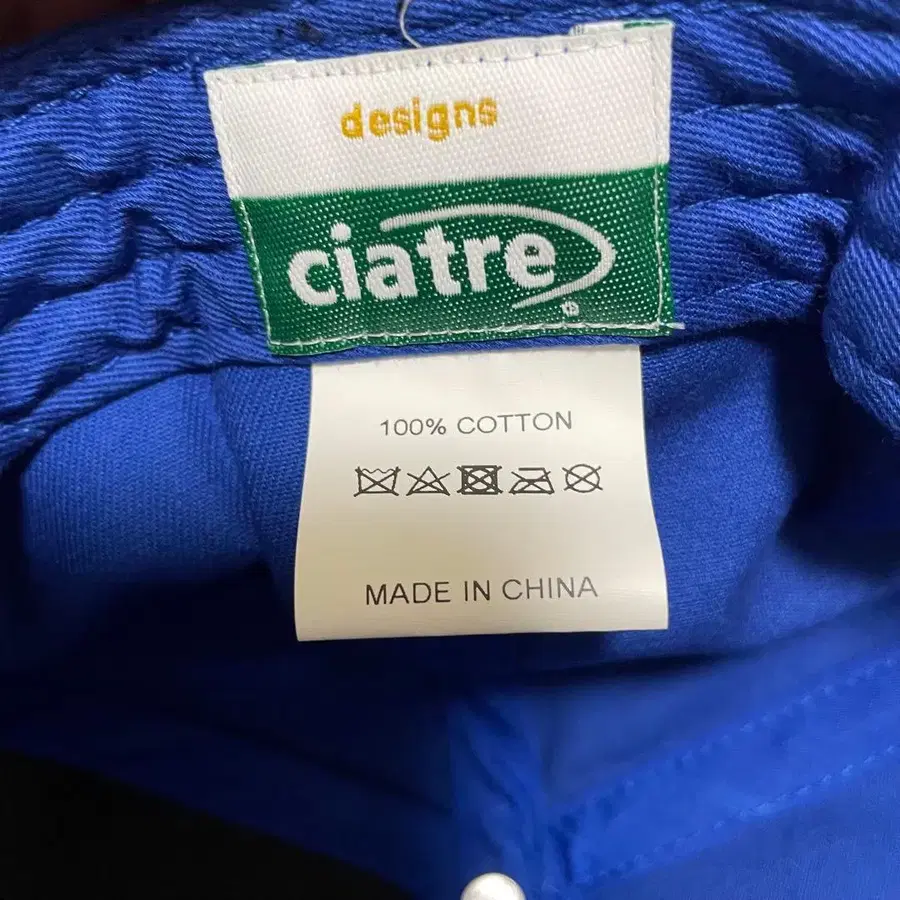 designs
ciatre®
100% COTTON
MADE IN CHINA